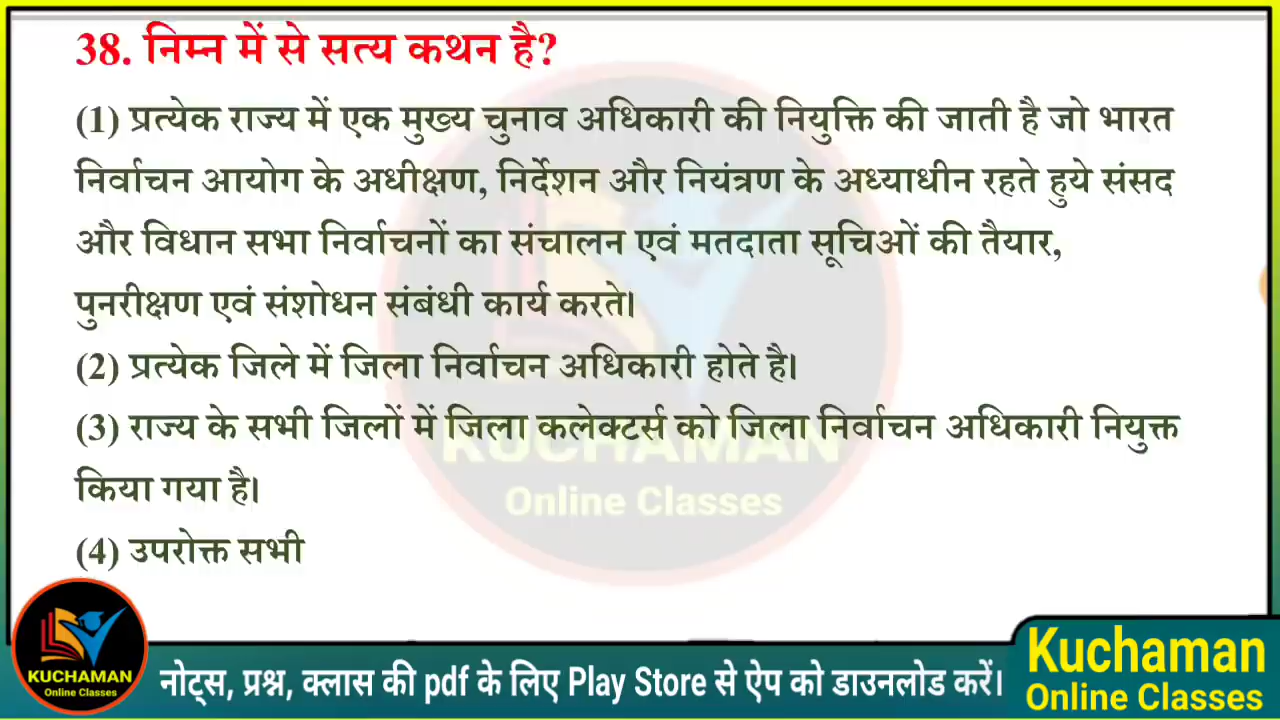 38. निम्न में से सत्य कथन है?
(1) प्रत्येक राज्य में एक मुख्य चुनाव अधिकारी की नियुक्ति की जाती है जो भारत
निर्वाचन आयोग के अधीक्षण, निर्देशन और नियंत्रण के अध्याधीन रहते हुये संसद
और विधान सभा निर्वाचनों का संचालन एवं मतदाता सूचिओं की तैयार,
पुनरीक्षण एवं संशोधन संबंधी कार्य करते।
(2) प्रत्येक जिले में जिला निर्वाचन अधिकारी होते है।
(3) राज्य के सभी जिलों में जिला कलेक्टर्स को जिला निर्वाचन अधिकारी नियुक्त
किया गया है।
KUCHAMAN
Online Classes
(4) उपरोक्त सभी
KUCHAMAN
Online Classes
नोट्स, प्रश्न, क्लास की pdf के लिए Play Store से ऐप को डाउनलोड करें।
Kuchaman
Online Classes